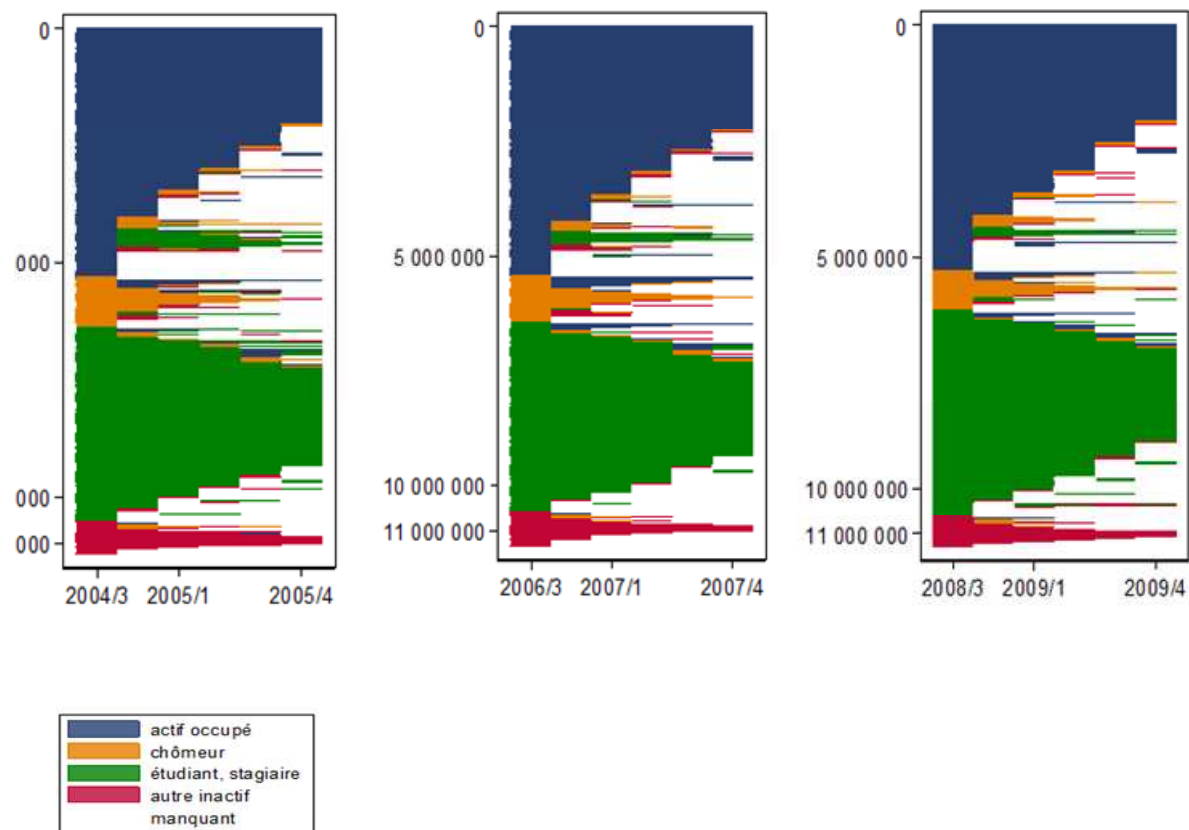 0
000
000
000
2004/3 2005/1 2005/4
0
5 000 000
10 000 000
11 000 000
2006/3 2007/1 2007/4
0
5 000 000
10 000 000
11 000 000
2008/3 2009/1 2009/4
actif occupé
chômeur
étudiant, stagiaire
autre inactif
manquant